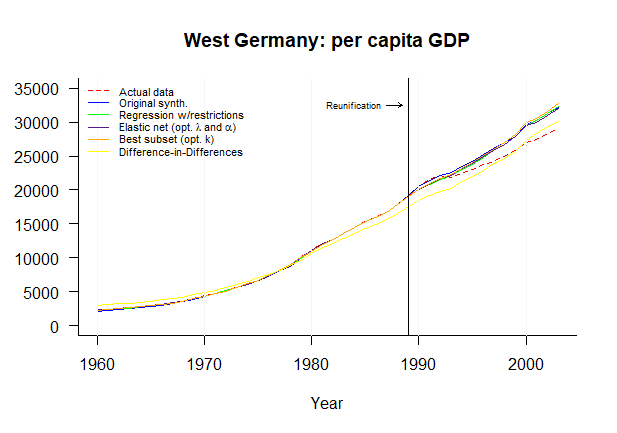 West Germany: per capita GDP
35000
30000
25000
20000
15000
10000
5000
0
Actual data
Original synth.
Regression w/restrictions
Elastic net (opt. λ and α)
Best subset (opt. k)
Difference-in-Differences
Reunification
1960 1970 1980 1990 2000
Year